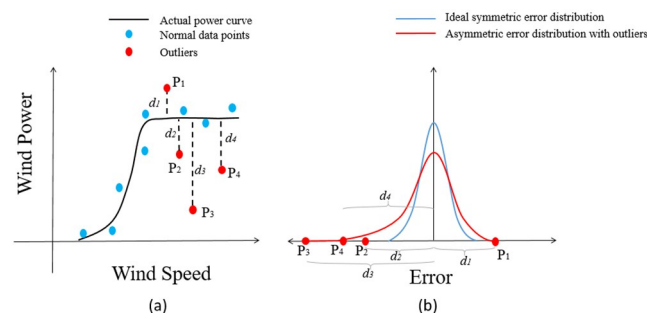 Actual power curve
Normal data points
Outliers
Ideal symmetric error distribution
Asymmetric error distribution with outliers
P1
d1
d2
d4
d3
P2
P4
P3
Wind Power
Wind Speed
(a)
d4
P3
P4
P2
P1
d2
d1
d3
Error
(b)